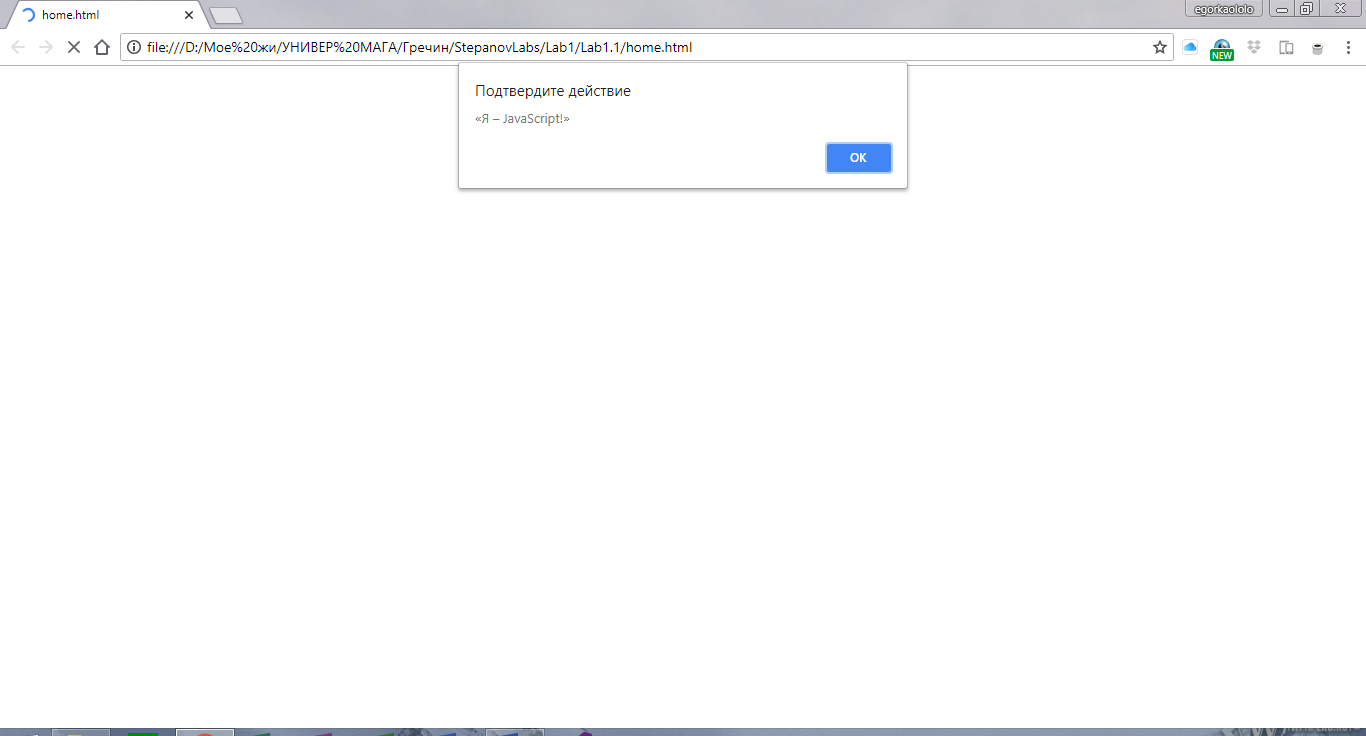 home.html
egorkaololo
file:///D:/Мое%20жи/УНИВЕР%20МАГА/Гречин/StepanovLabs/Lab1/Lab1.1/home.html
NEW
Подтвердите действие
«Я – JavaScript!»
ОК